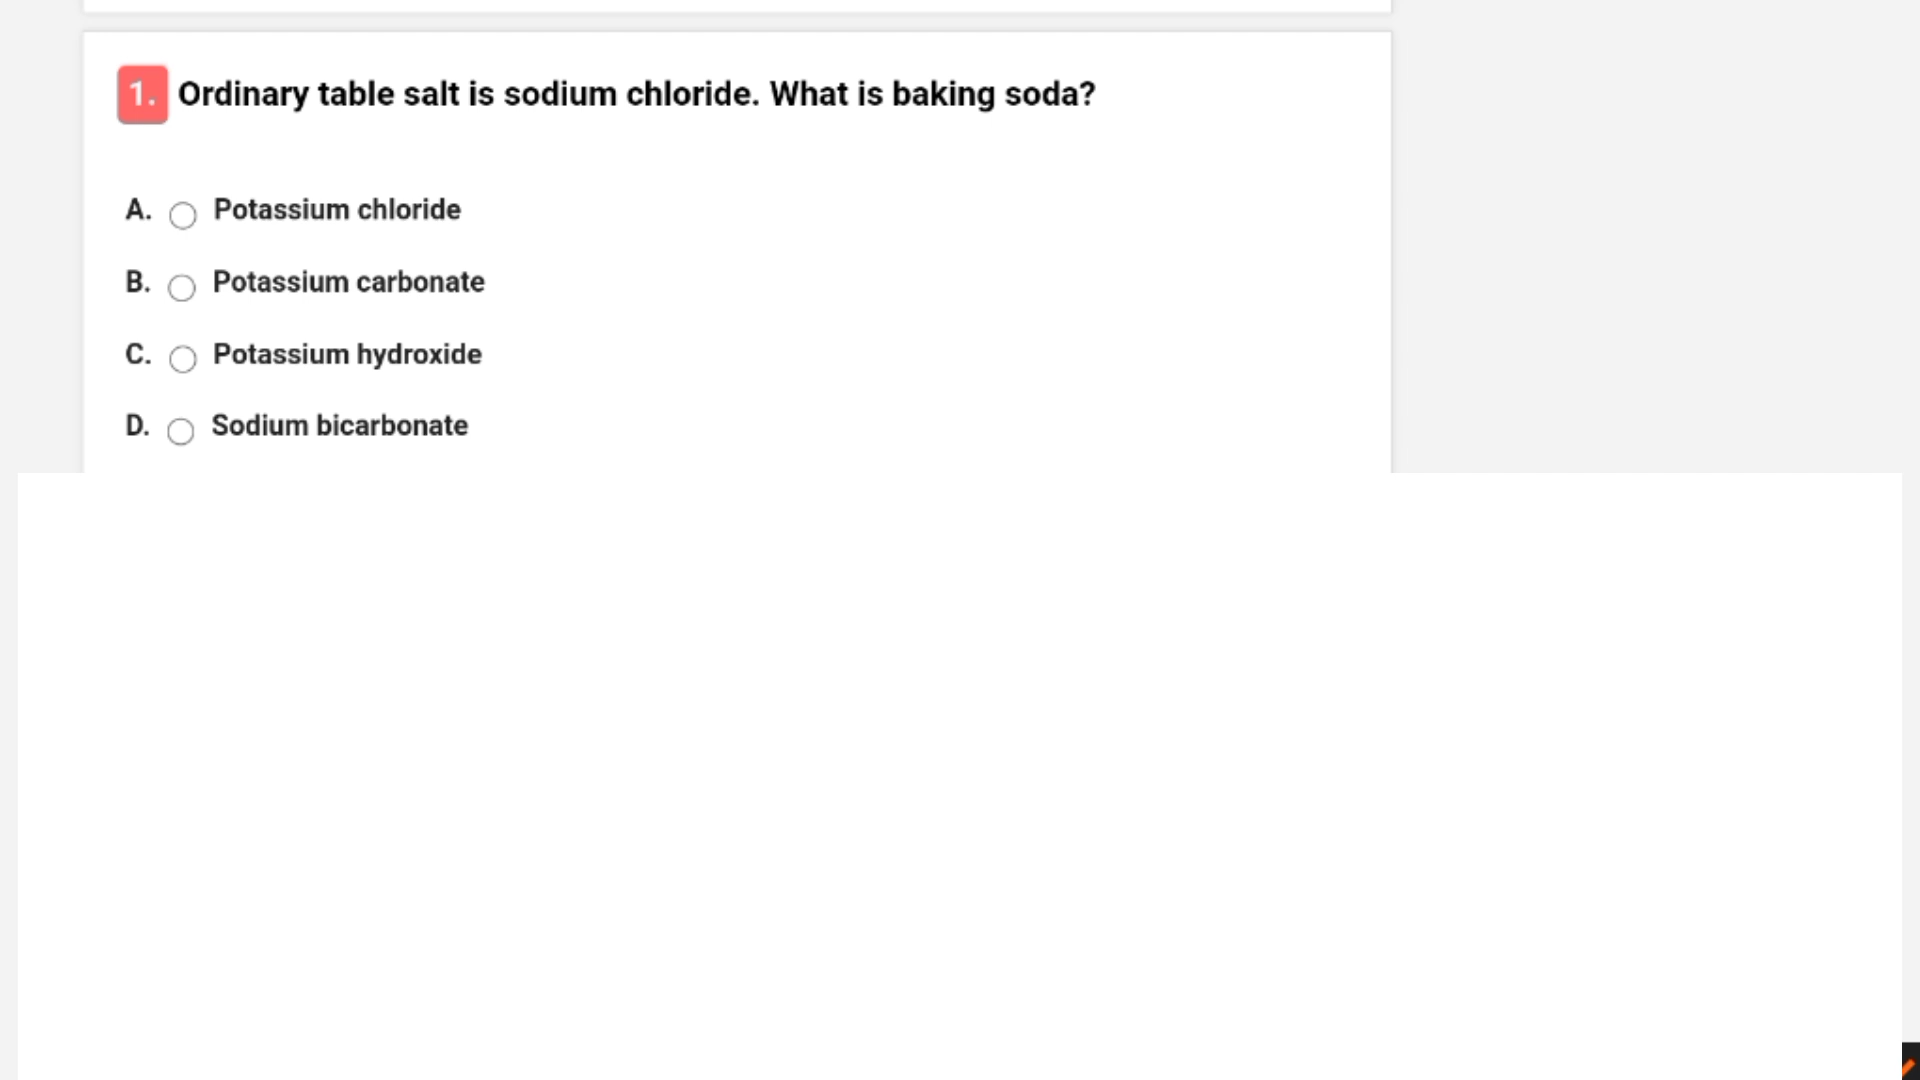 1. Ordinary table salt is sodium chloride. What is baking soda?
A. Potassium chloride
B. Potassium carbonate
C. Potassium hydroxide
D. Sodium bicarbonate